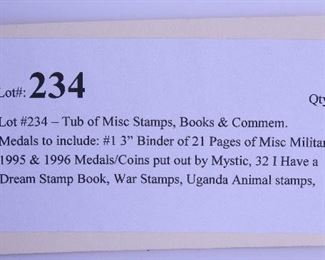 Lot#: 234
Qty
Lot #234 – Tub of Misc Stamps, Books & Commem.
Medals to include: #1 3” Binder of 21 Pages of Misc Militar
1995 & 1996 Medals/Coins put out by Mystic, 32 I Have a
Dream Stamp Book, War Stamps, Uganda Animal stamps,